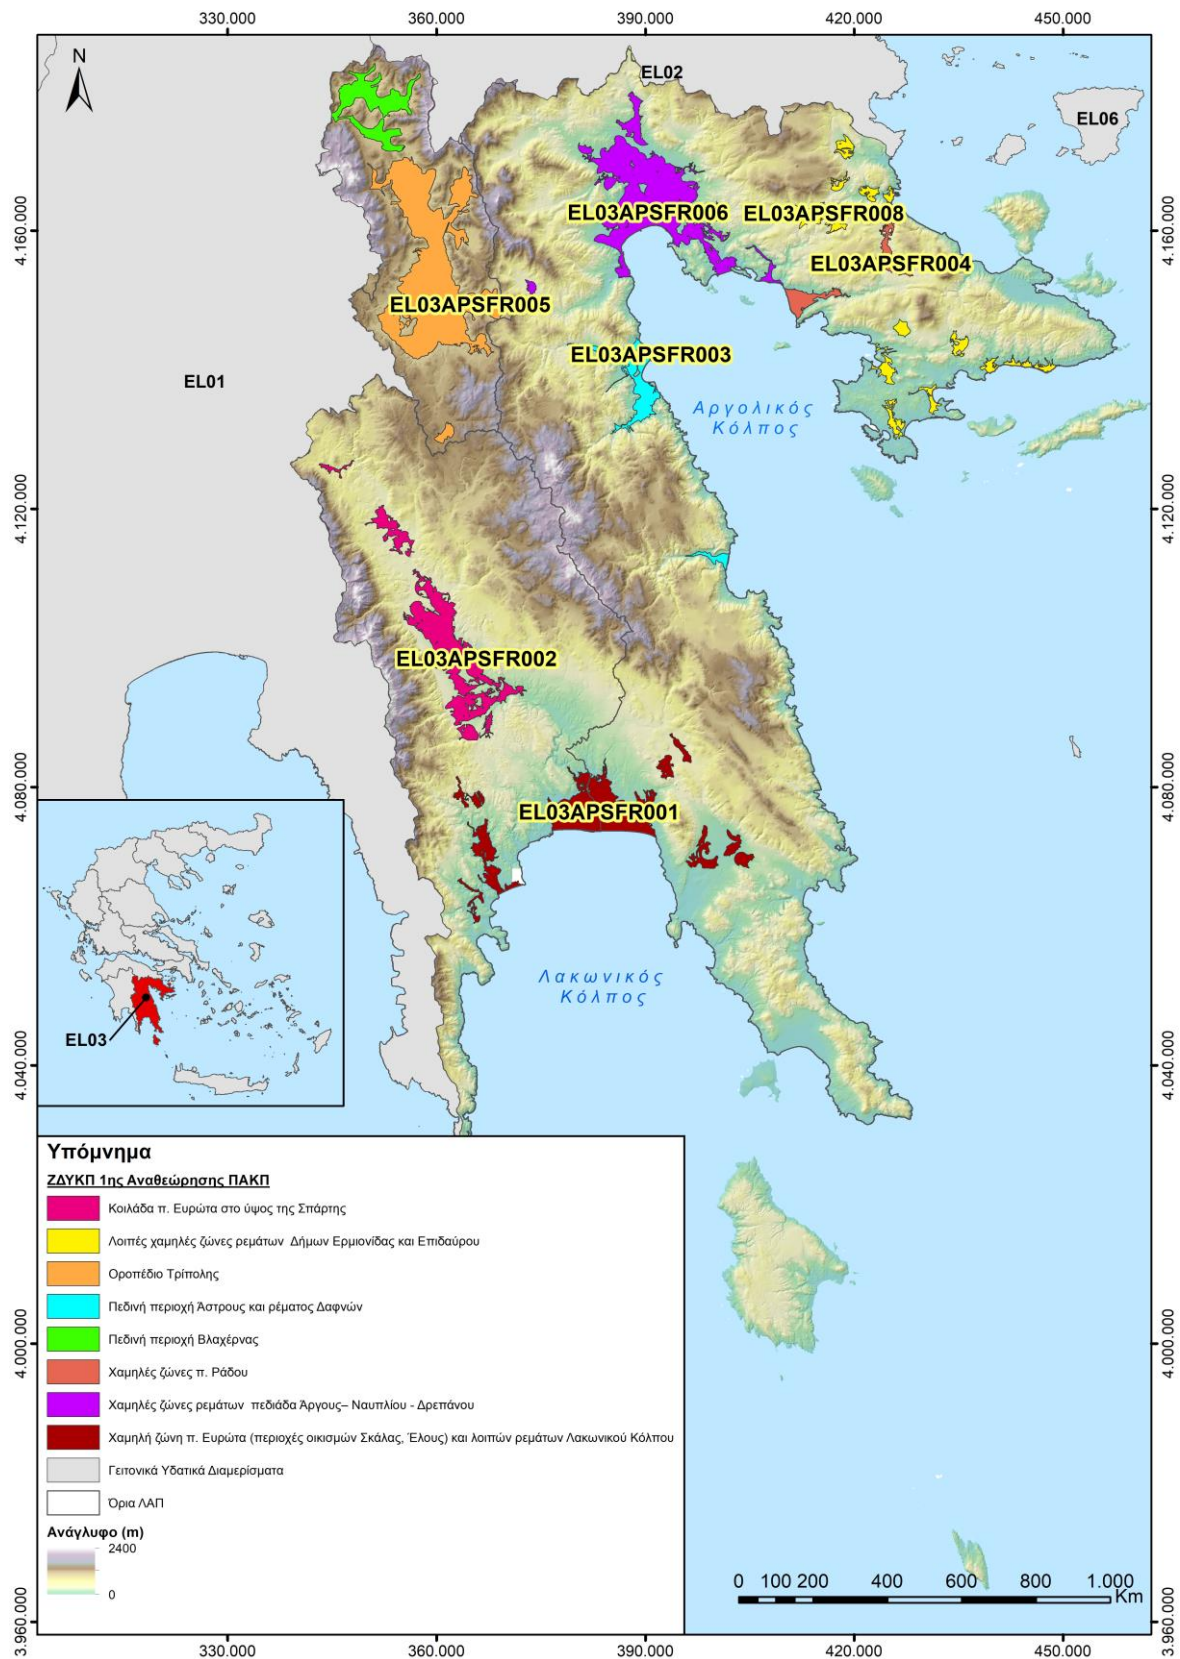 330.000 360.000 390.000 420.000 450.000
N
EL02
EL06
4.160.000
4.160.000
EL03APSFR006
EL03APSFR008
EL03APSFR004
EL03APSFR005
EL03APSFR003
EL01
Αργολικός
Κόλπος
4.120.000
4.120.000
EL03APSFR002
4.080.000
4.080.000
EL03APSFR001
Λακωνικός
Κόλπος
EL03
4.040.000
4.040.000
Υπόμνημα
ΖΔΥΚΠ 1ης Αναθεώρησης ΠΑΚΠ
Κοιλάδα π. Ευρώτα στο ύψος της Σπάρτης
Λοιπές χαμηλές ζώνες ρεμάτων Δήμων Ερμιονίδας και Επιδαύρου
Οροπέδιο Τρίπολης
Πεδινή περιοχή Άστρους και ρέματος Δαφνών
Πεδινή περιοχή Βλαχέρνας
Χαμηλές ζώνες π. Ράδου
Χαμηλές ζώνες ρεμάτων πεδιάδα Άργους– Ναυπλίου - Δρεπάνου
Χαμηλή ζώνη π. Ευρώτα (περιοχές οικισμών Σκάλας, Έλους) και λοιπών ρεμάτων Λακωνικού Κόλπου
Γειτονικά Υδατικά Διαμερίσματα
Όρια ΛΑΠ
Ανάγλυφο (m)
2400
0
4.000.000
4.000.000
0 100 200 400 600 800 1.000
Km
3.960.000
3.960.000
330.000 360.000 390.000 420.000 450.000